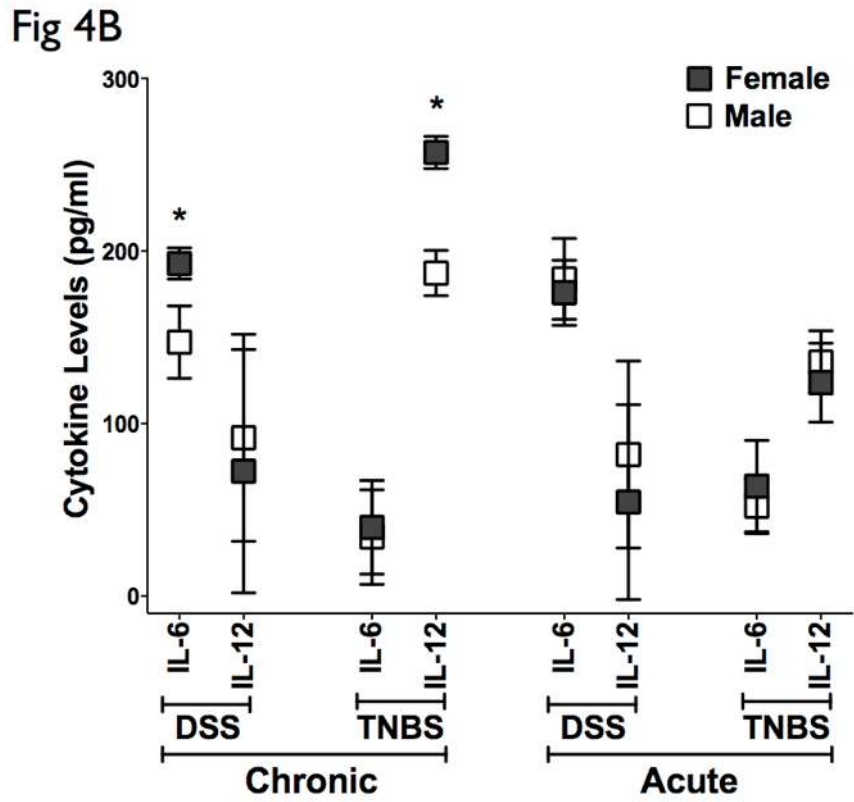 Fig 4B
Female
Male
300
200
100
0
Cytokine Levels (pg/ml)
*
*
IL-6 IL-12 IL-6 IL-12 IL-6 IL-12 IL-6 IL-12
DSS TNBS DSS TNBS
Chronic Acute